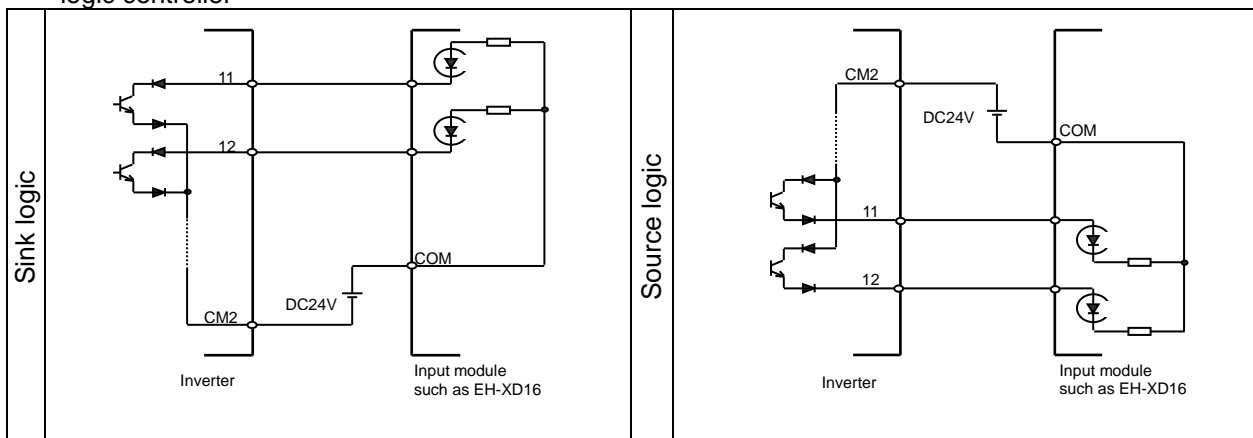 logic controller
Sink logic
11
12
COM
DC24V
CM2
Inverter
Input module
such as EH-XD16
Source logic
CM2
DC24V
COM
11
12
Inverter
Input module
such as EH-XD16